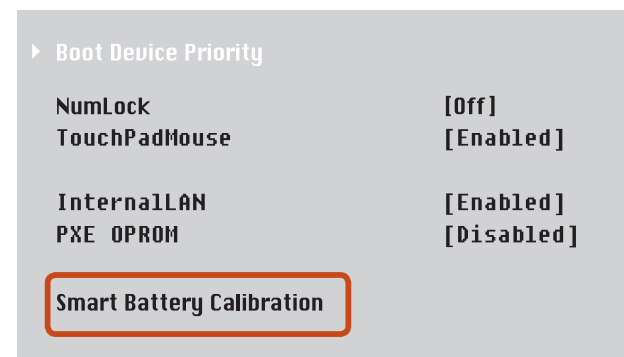 Boot Device Priority
NumLock [Off]
TouchPadMouse [Enabled]
InternalLAN [Enabled]
PXE OPROM [Disabled]
Smart Battery Calibration